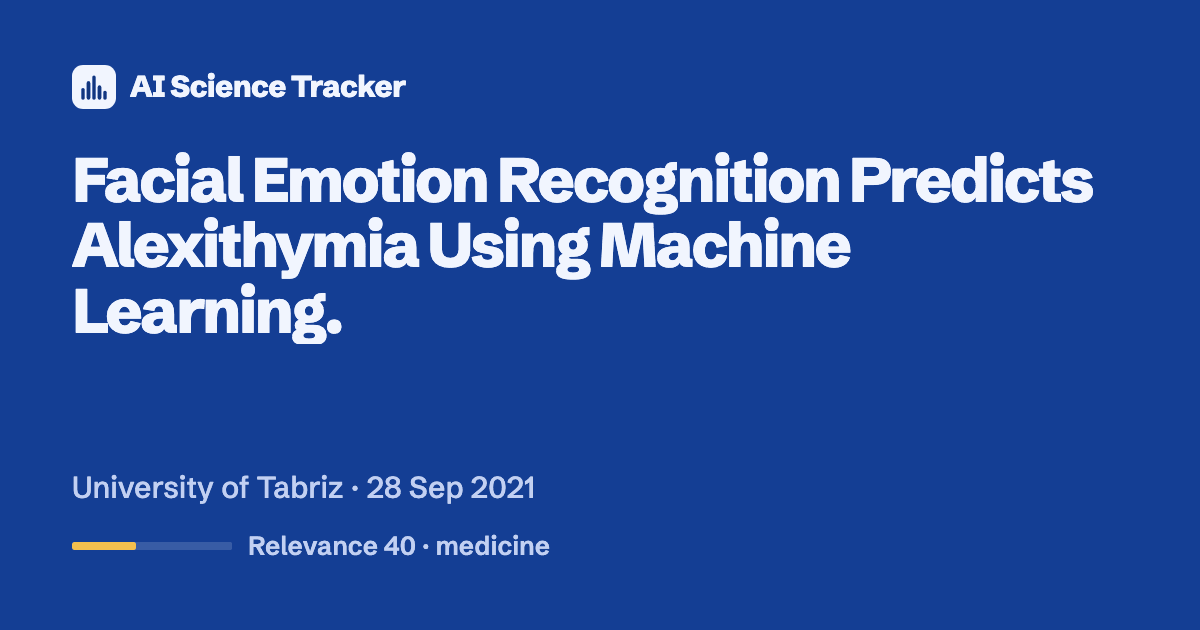 AI Science Tracker
Facial Emotion Recognition Predicts
Alexithymia Using Machine
Learning.
University of Tabriz · 28 Sep 2021
Relevance 40 · medicine